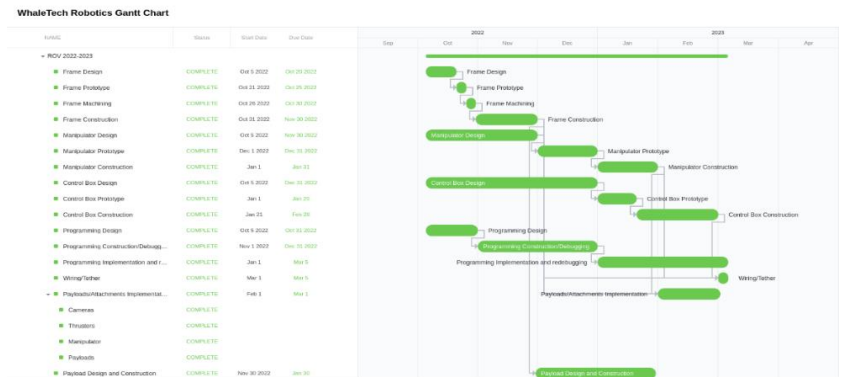 WhaleTech Robotics Gantt Chart
2022 2023
NAME Status Start Date Due Date Sep Oct Nov Dec Jan Feb Mar Apr
ROV 2022-2023
Frame Design COMPLETE Oct 5 2022 Oct 20 2022 Frame Design
Frame Prototype COMPLETE Oct 21 2022 Oct 25 2022 Frame Prototype
Frame Machining COMPLETE Oct 26 2022 Oct 30 2022 Frame Machining
Frame Construction COMPLETE Oct 31 2022 Nov 30 2022 Frame Construction
Manipulator Design COMPLETE Oct 5 2022 Nov 30 2022 Manipulator Design
Manipulator Prototype COMPLETE Dec 1 2022 Dec 31 2022 Manipulator Prototype
Manipulator Construction COMPLETE Jan 1 Jan 31 Manipulator Construction
Control Box Design COMPLETE Oct 5 2022 Dec 31 2022 Control Box Design
Control Box Prototype COMPLETE Jan 1 Jan 20 Control Box Prototype
Control Box Construction COMPLETE Jan 21 Feb 28 Control Box Construction
Programming Design COMPLETE Oct 5 2022 Oct 31 2022 Programming Design
Programming Construction/Debugg... COMPLETE Nov 1 2022 Dec 31 2022 Programming Construction/Debugging
Programming Implementation and r... COMPLETE Jan 1 Mar 5 Programming Implementation and redebugging
Wiring/Tether COMPLETE Mar 1 Mar 5 Wiring/Tether
Payloads/Attachments Implementat... COMPLETE Feb 1 Mar 1 Payloads/Attachments Implementation
Cameras COMPLETE
Thrusters COMPLETE
Manipulator COMPLETE
Payloads COMPLETE
Payload Design and Construction COMPLETE Nov 30 2022 Jan 30 Payload Design and Construction